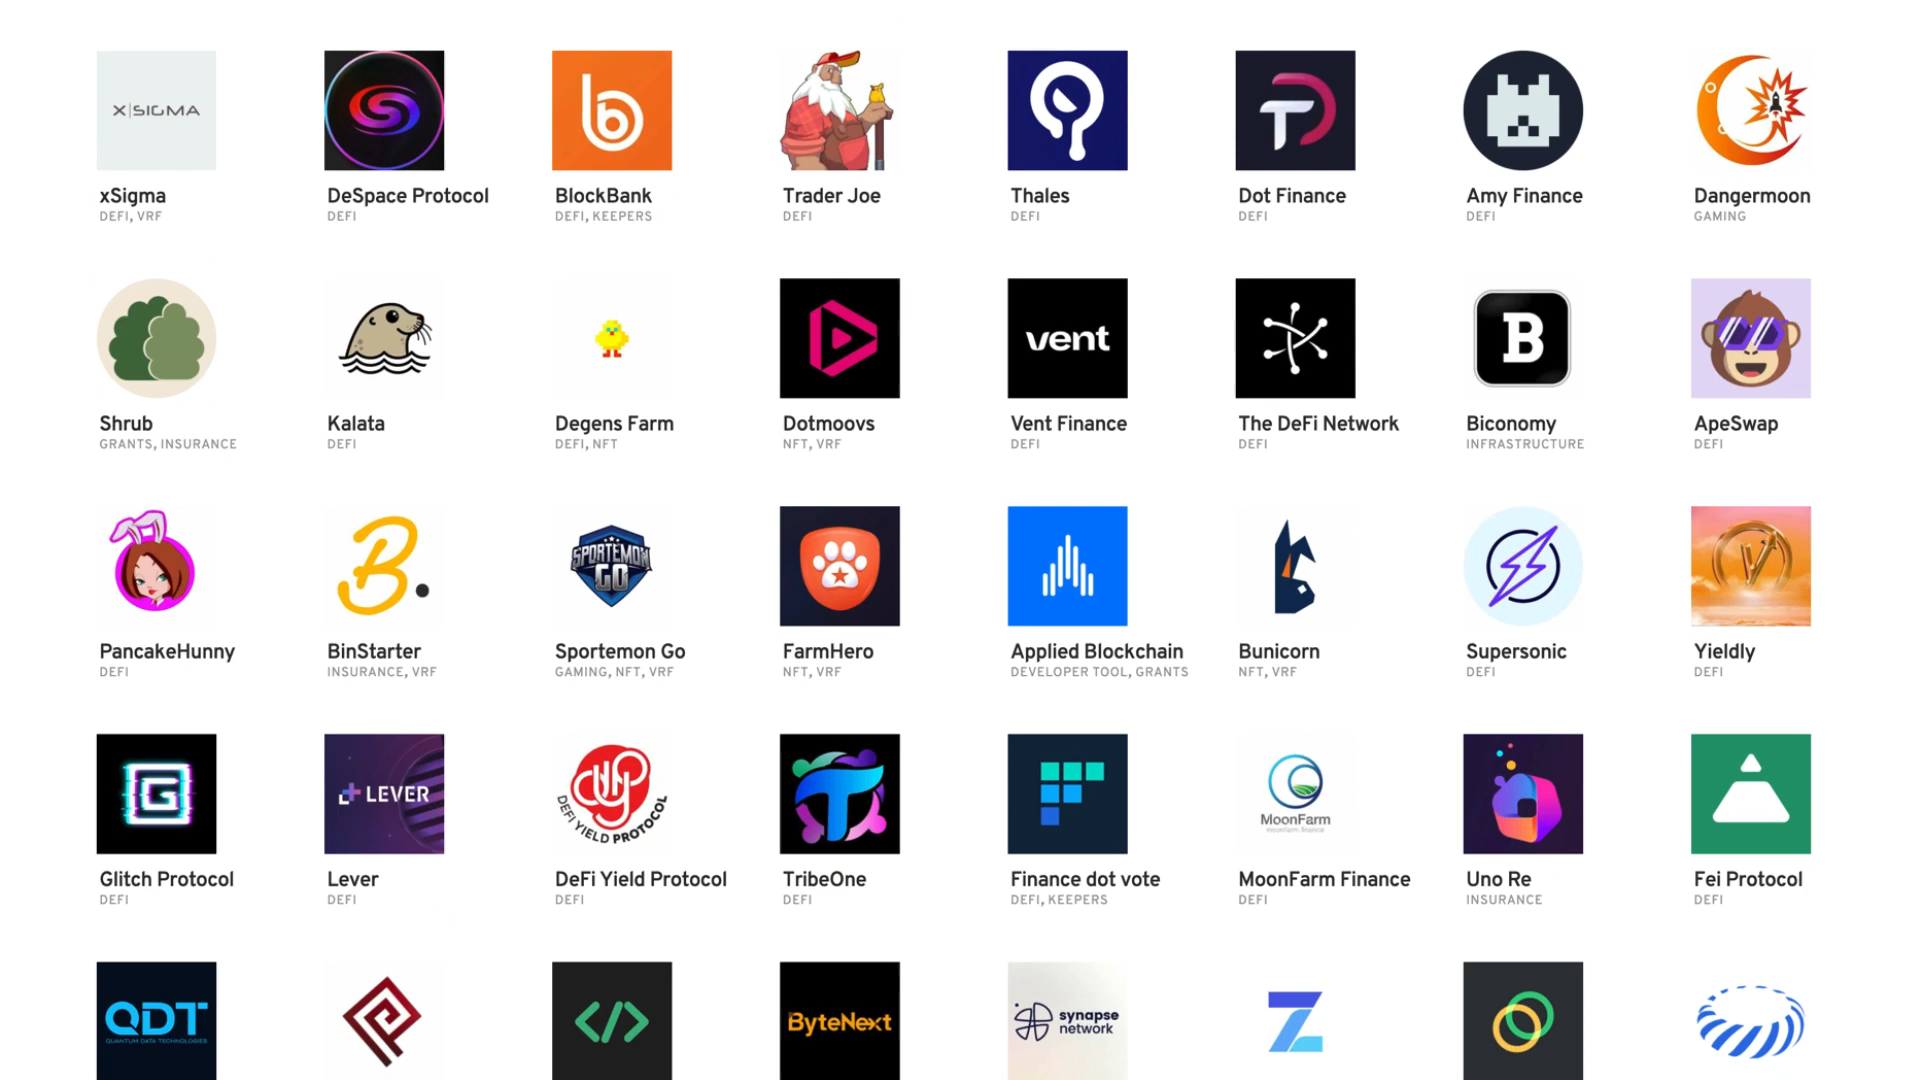 X|SIGMA
xSigma
DEFI, VRF
DeSpace Protocol
DEFI
BlockBank
DEFI, KEEPERS
Trader Joe
DEFI
Thales
DEFI
Dot Finance
DEFI
Amy Finance
DEFI
Dangermoon
GAMING
Shrub
GRANTS, INSURANCE
Kalata
DEFI
Degens Farm
DEFI, NFT
Dotmoovs
NFT, VRF
vent
Vent Finance
DEFI
The DeFi Network
DEFI
B
Biconomy
INFRASTRUCTURE
ApeSwap
DEFI
PancakeHunny
DEFI
B.
BinStarter
INSURANCE, VRF
SPORTEMON
GO
Sportemon Go
GAMING, NFT, VRF
FarmHero
NFT, VRF
Applied Blockchain
DEVELOPER TOOL, GRANTS
Bunicorn
NFT, VRF
Supersonic
DEFI
Yieldly
DEFI
G
Glitch Protocol
DEFI
LEVER
Lever
DEFI
dyp
DEFI YIELD PROTOCOL
DeFi Yield Protocol
DEFI
T
TribeOne
DEFI
Finance dot vote
DEFI, KEEPERS
MoonFarm
moonfarm.finance
MoonFarm Finance
DEFI
Uno Re
INSURANCE
Fei Protocol
DEFI
QDT
QUANTUM DATA TECHNOLOGIES
</>
ByteNext
synapse
network
Z